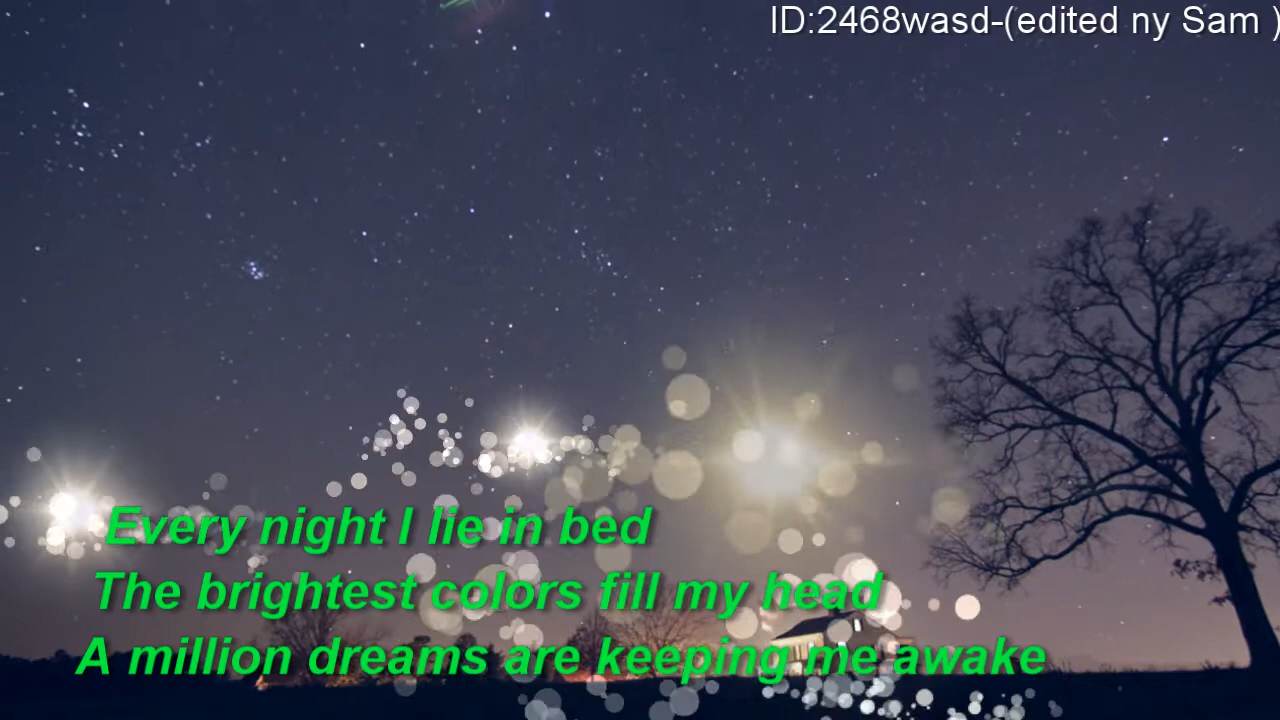 ID:2468wasd-(edited ny Sam )
Every night I lie in bed
The brightest colors fill my head
A million dreams are keeping me awake